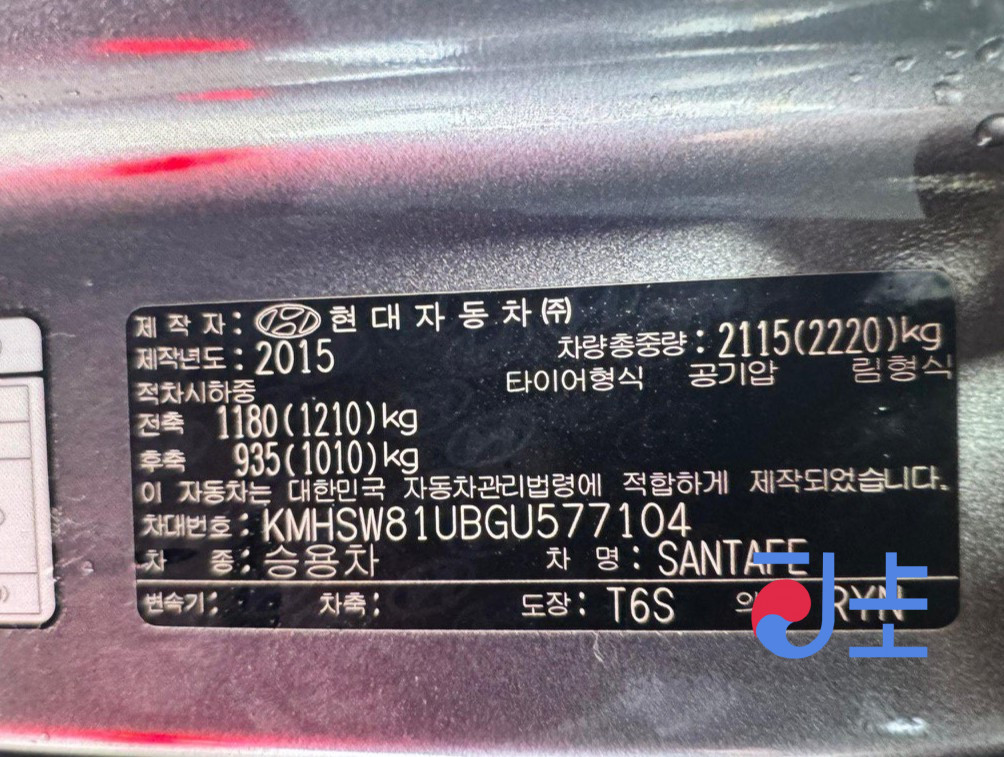 제작자: 현대자동차㈜
제작년도: 2015 차량총중량: 2115(2220)kg
적차시하중 타이어형식 공기압 림형식
전축 1180(1210)kg
후축 935(1010)kg
이 자동차는 대한민국 자동차관리법령에 적합하게 제작되었습니다.
차대번호: KMHSW81UBGU577104
차 종: 승용차 차 명: SANTAFE
변속기: 차축: 도장: T6S RYN